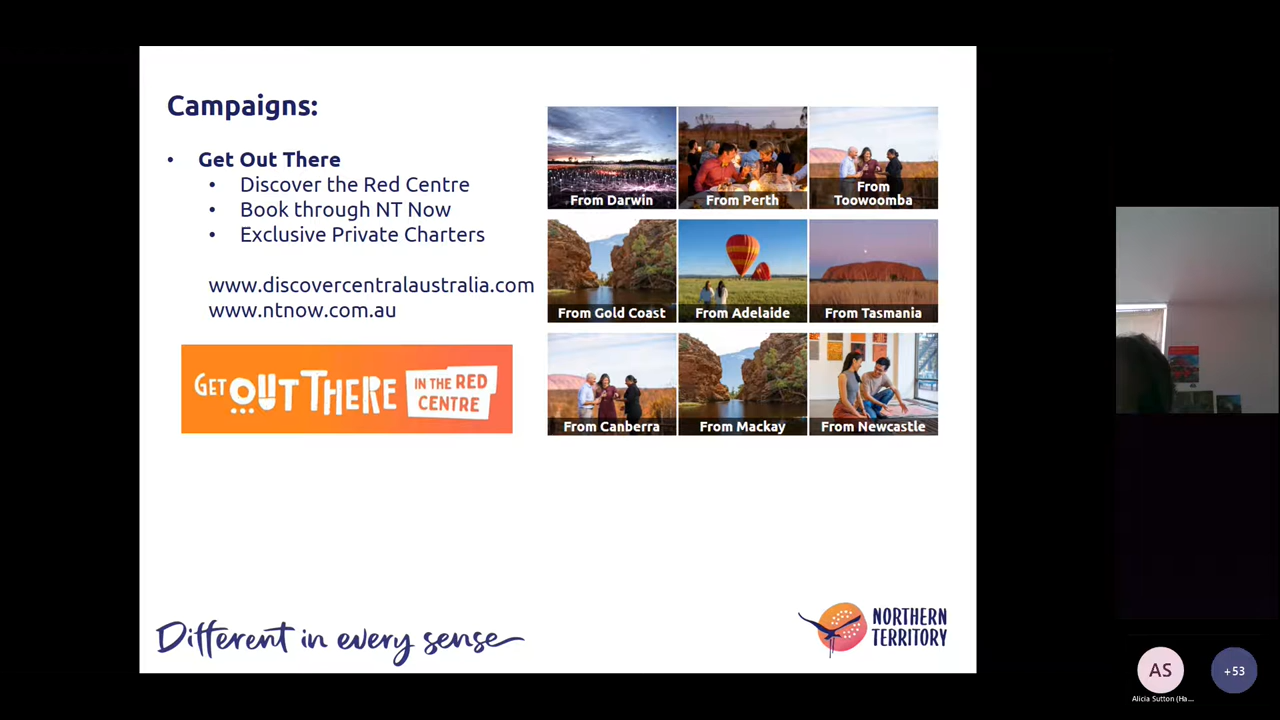 Campaigns:
• Get Out There
• Discover the Red Centre
• Book through NT Now
• Exclusive Private Charters
www.discovercentralaustralia.com
www.ntnow.com.au
GET OUT THERE IN THE RED
CENTRE
From Darwin
From Perth
From
Toowoomba
From Gold Coast
From Adelaide
From Tasmania
From Canberra
From Mackay
From Newcastle
Different in every sense
NORTHERN
TERRITORY
AS
+53
Alicia Sutton (Ha...